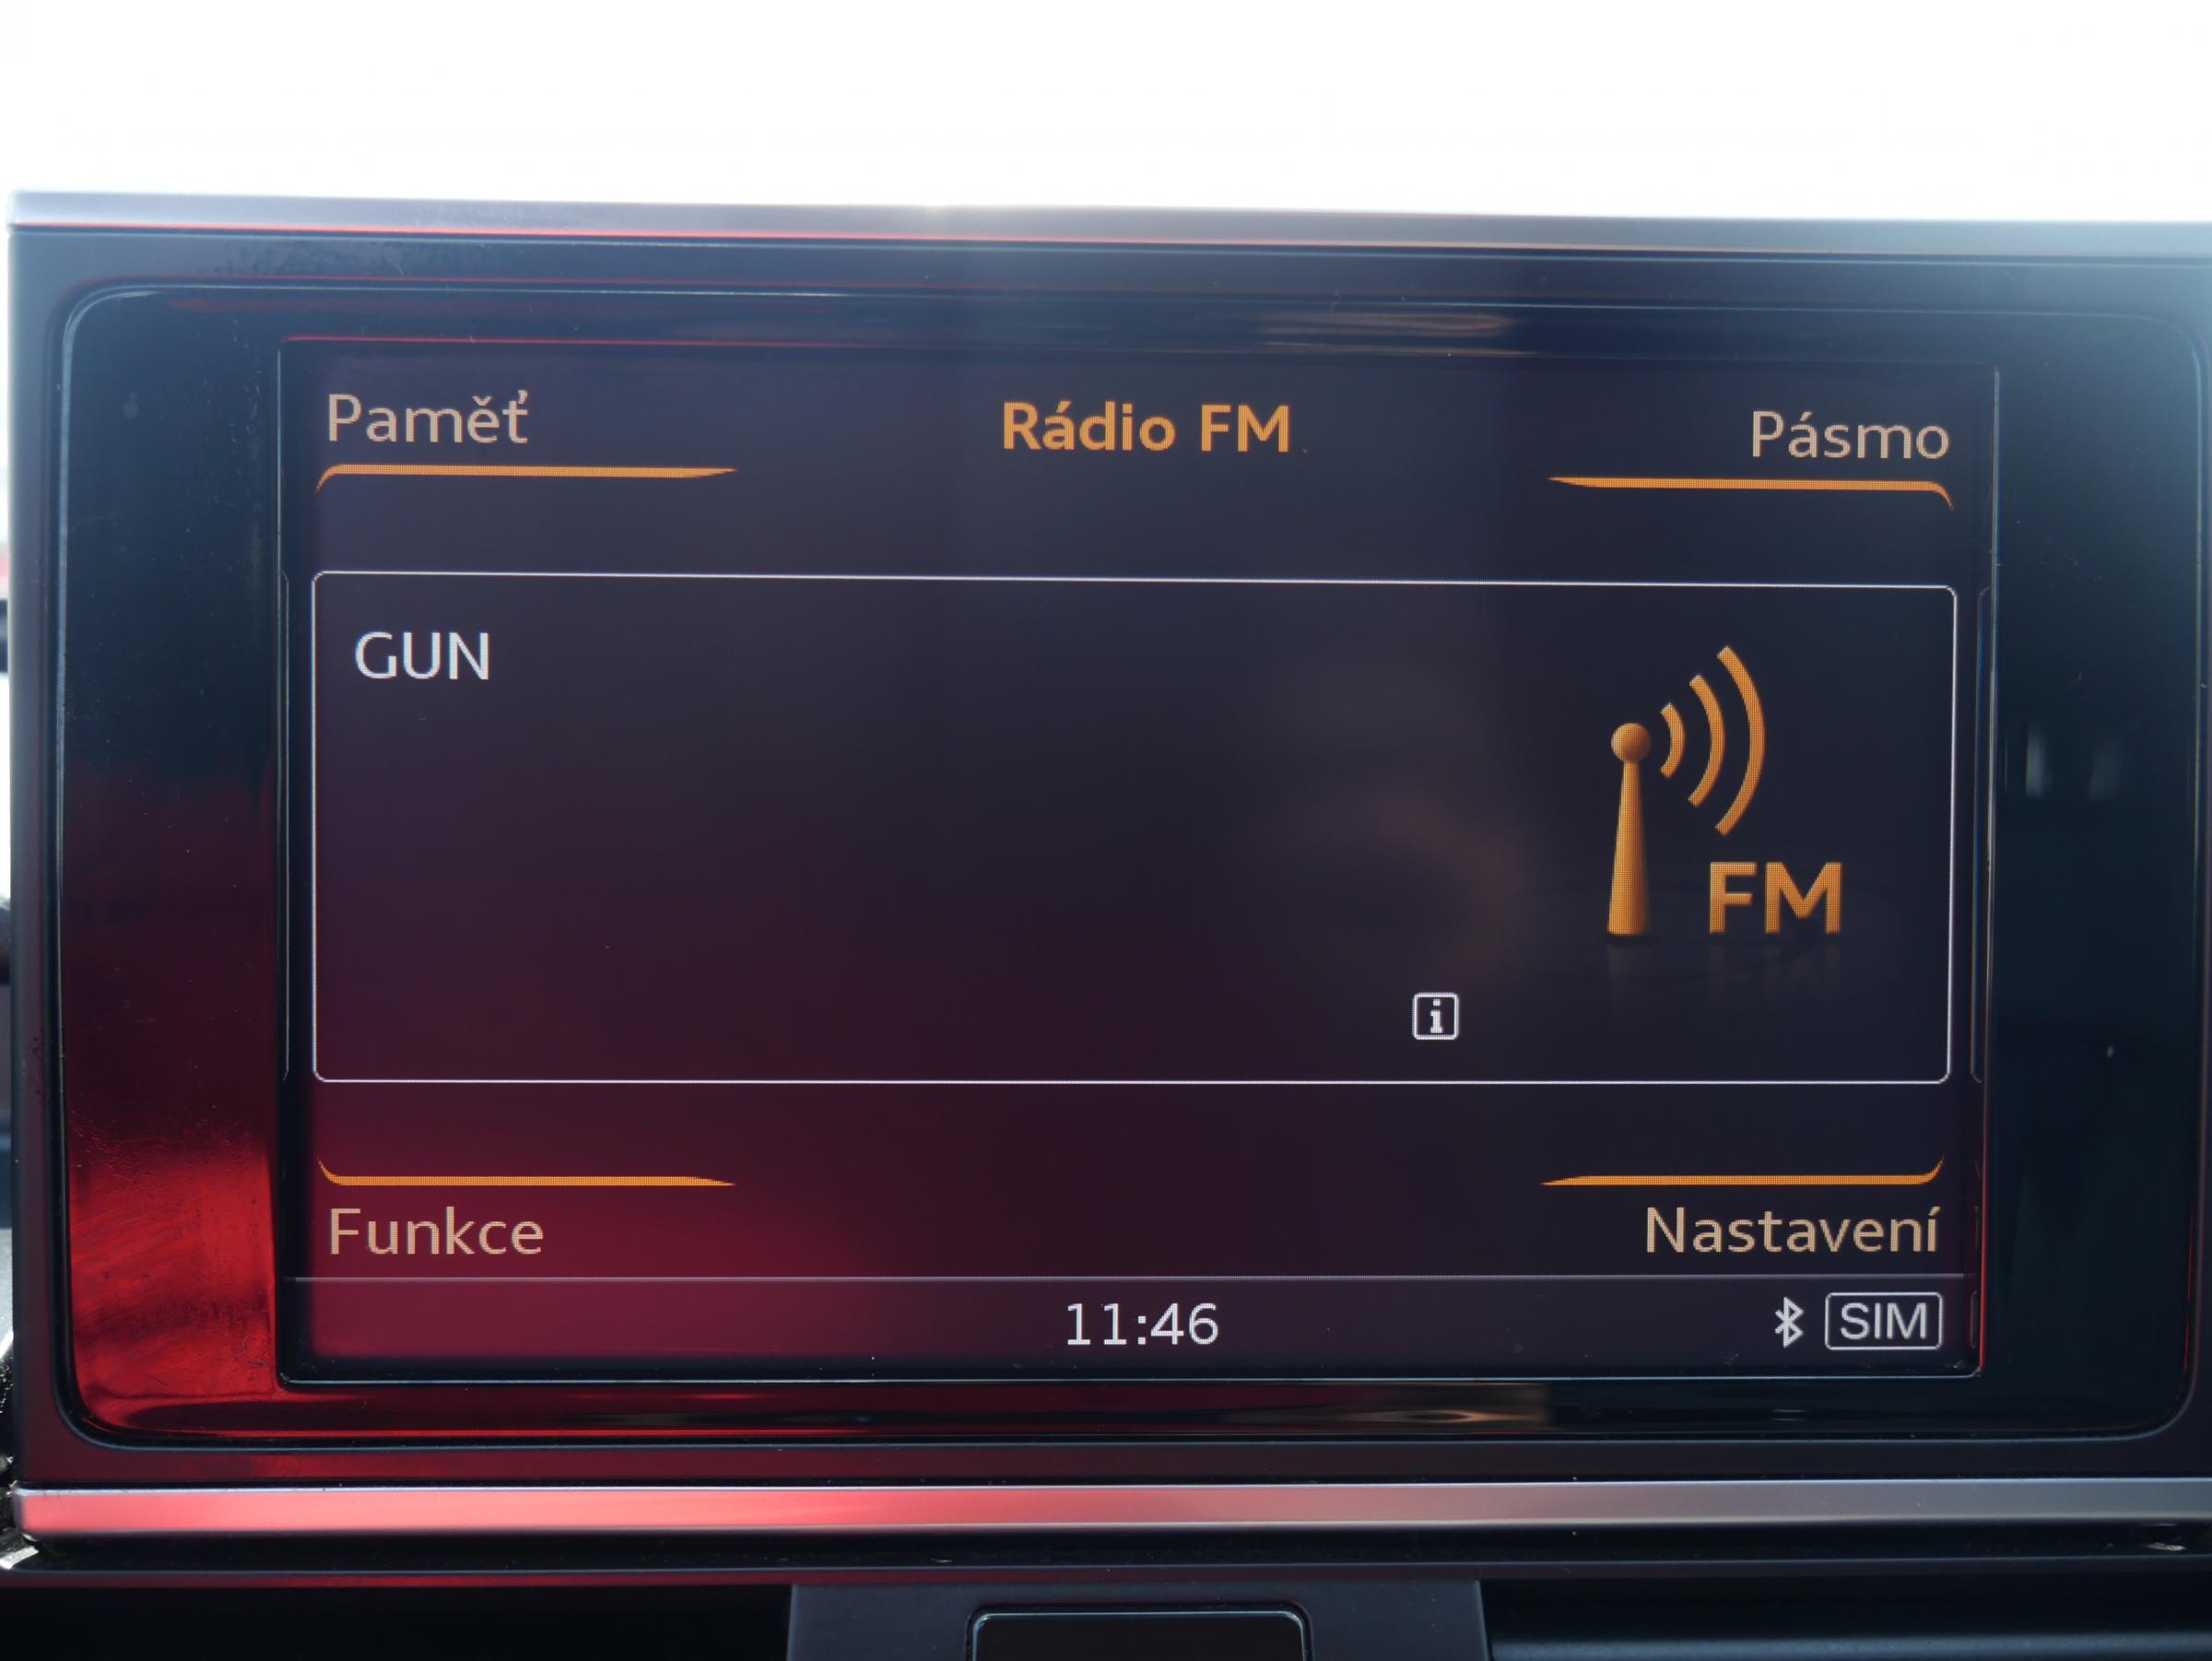 Paměť
Rádio FM
Pásmo
GUN
FM
i
Funkce
Nastavení
11:46
SIM